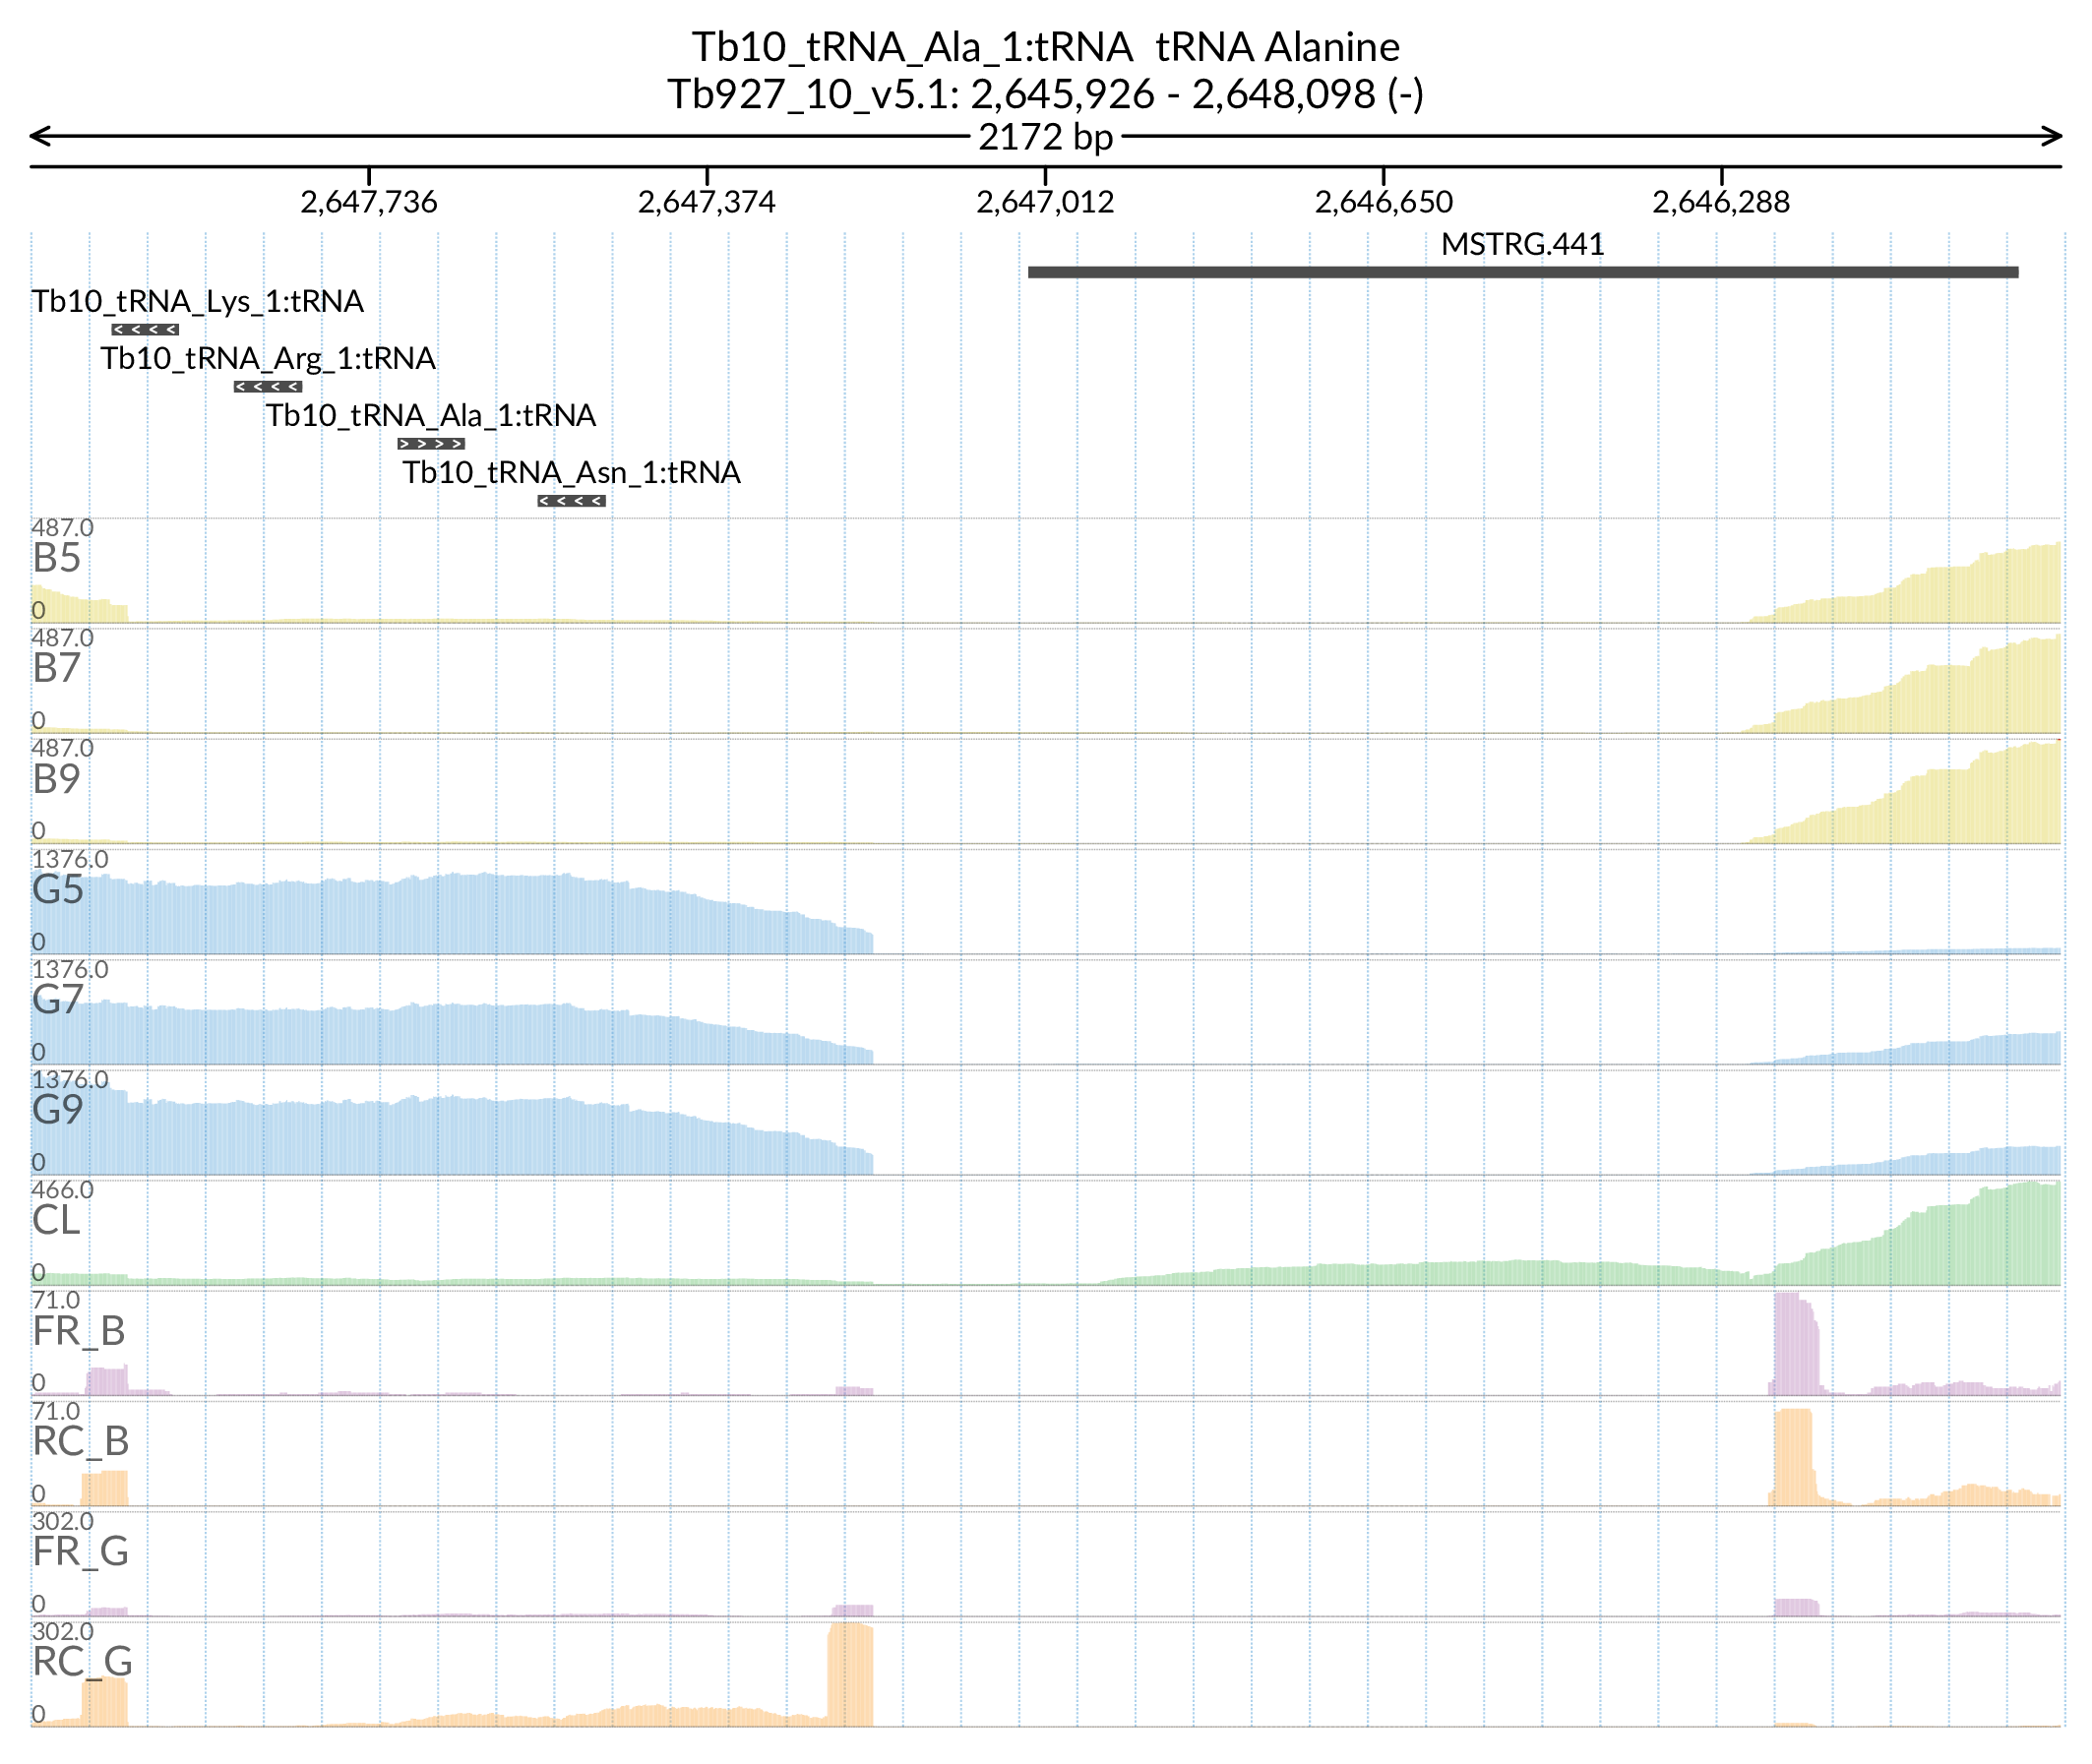 Tb10_tRNA_Ala_1:tRNA  tRNA Alanine
Tb927_10_v5.1: 2,645,926 - 2,648,098 (-)
2172 bp
2,647,736 2,647,374 2,647,012 2,646,650 2,646,288
MSTRG.441
Tb10_tRNA_Lys_1:tRNA
Tb10_tRNA_Arg_1:tRNA
Tb10_tRNA_Ala_1:tRNA
Tb10_tRNA_Asn_1:tRNA
487.0
B5
0
487.0
B7
0
487.0
B9
0
1376.0
G5
0
1376.0
G7
0
1376.0
G9
0
466.0
CL
0
71.0
FR_B
0
71.0
RC_B
0
302.0
FR_G
0
302.0
RC_G
0